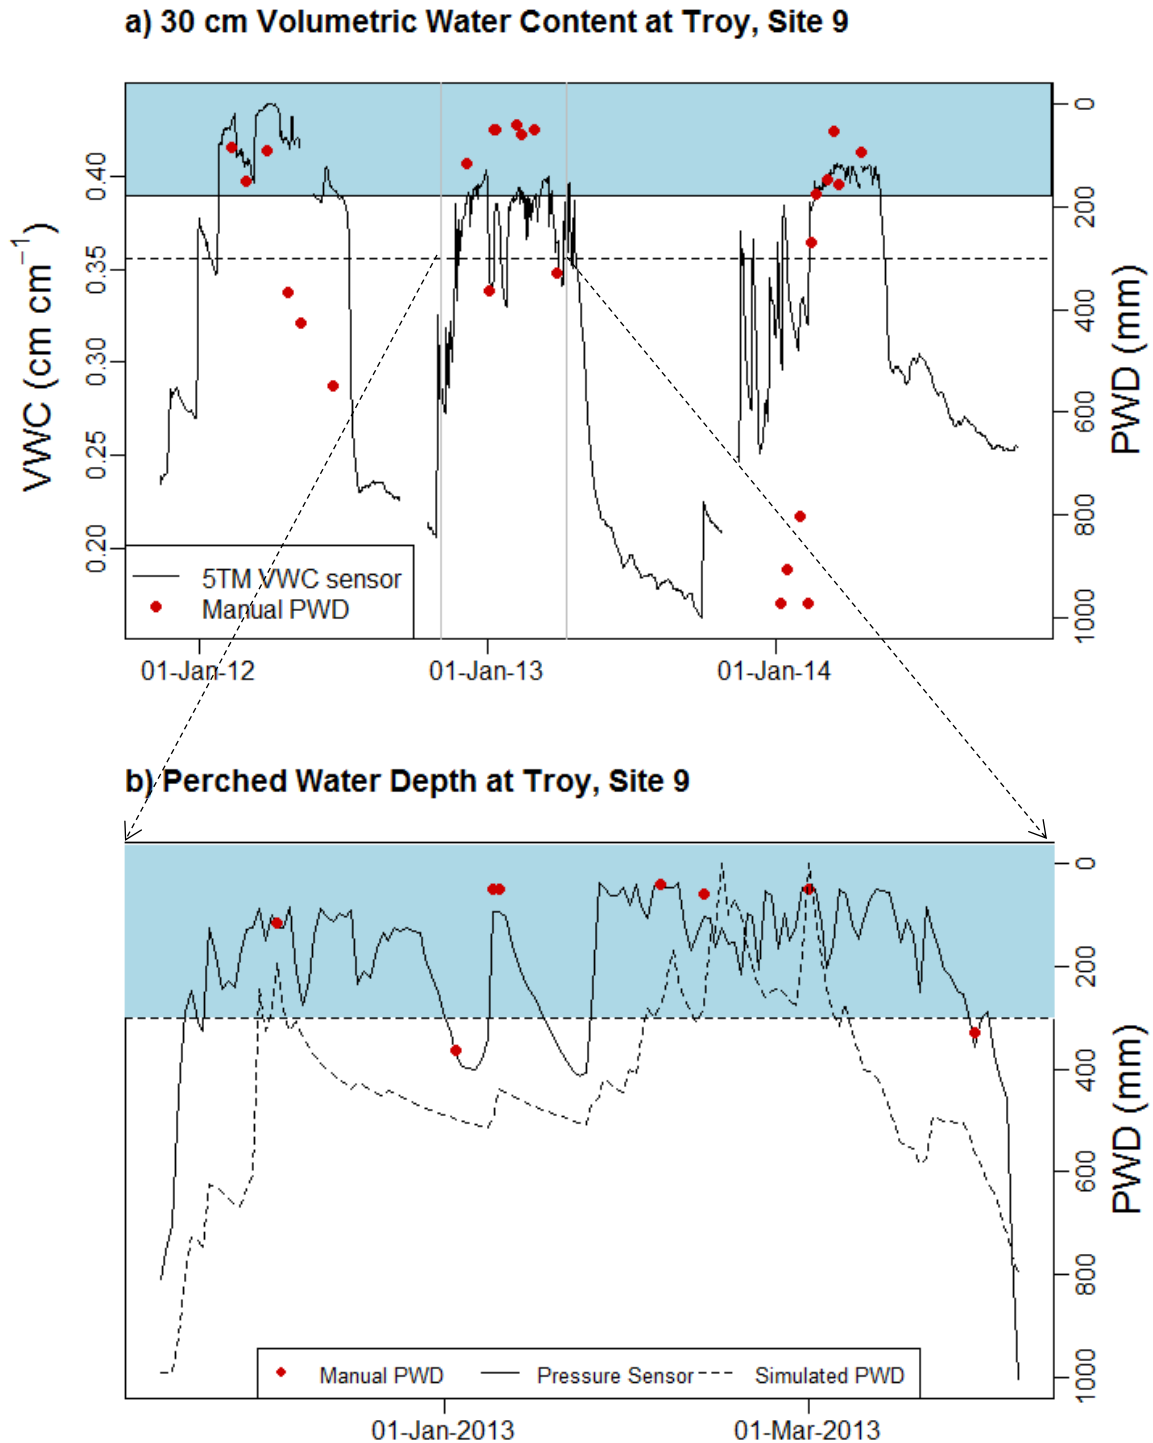 a) 30 cm Volumetric Water Content at Troy, Site 9
VWC (cm cm⁻¹)
0.40
0.35
0.30
0.25
0.20
0
200
400
600
800
1000
PWD (mm)
5TM VWC sensor
Manual PWD
01-Jan-12
01-Jan-13
01-Jan-14
b) Perched Water Depth at Troy, Site 9
0
200
400
600
800
1000
PWD (mm)
Manual PWD Pressure Sensor Simulated PWD
01-Jan-2013
01-Mar-2013